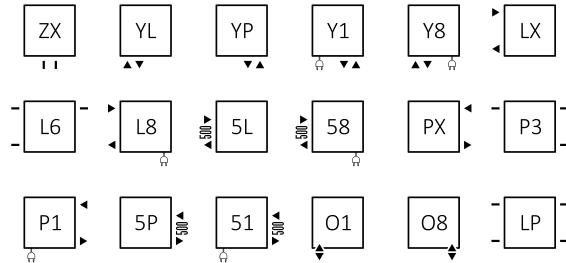 ZX YL YP Y1 Y8 LX
L6 L8 500 5L 500 58 PX P3
P1 5P 500 51 500 O1 O8 LP